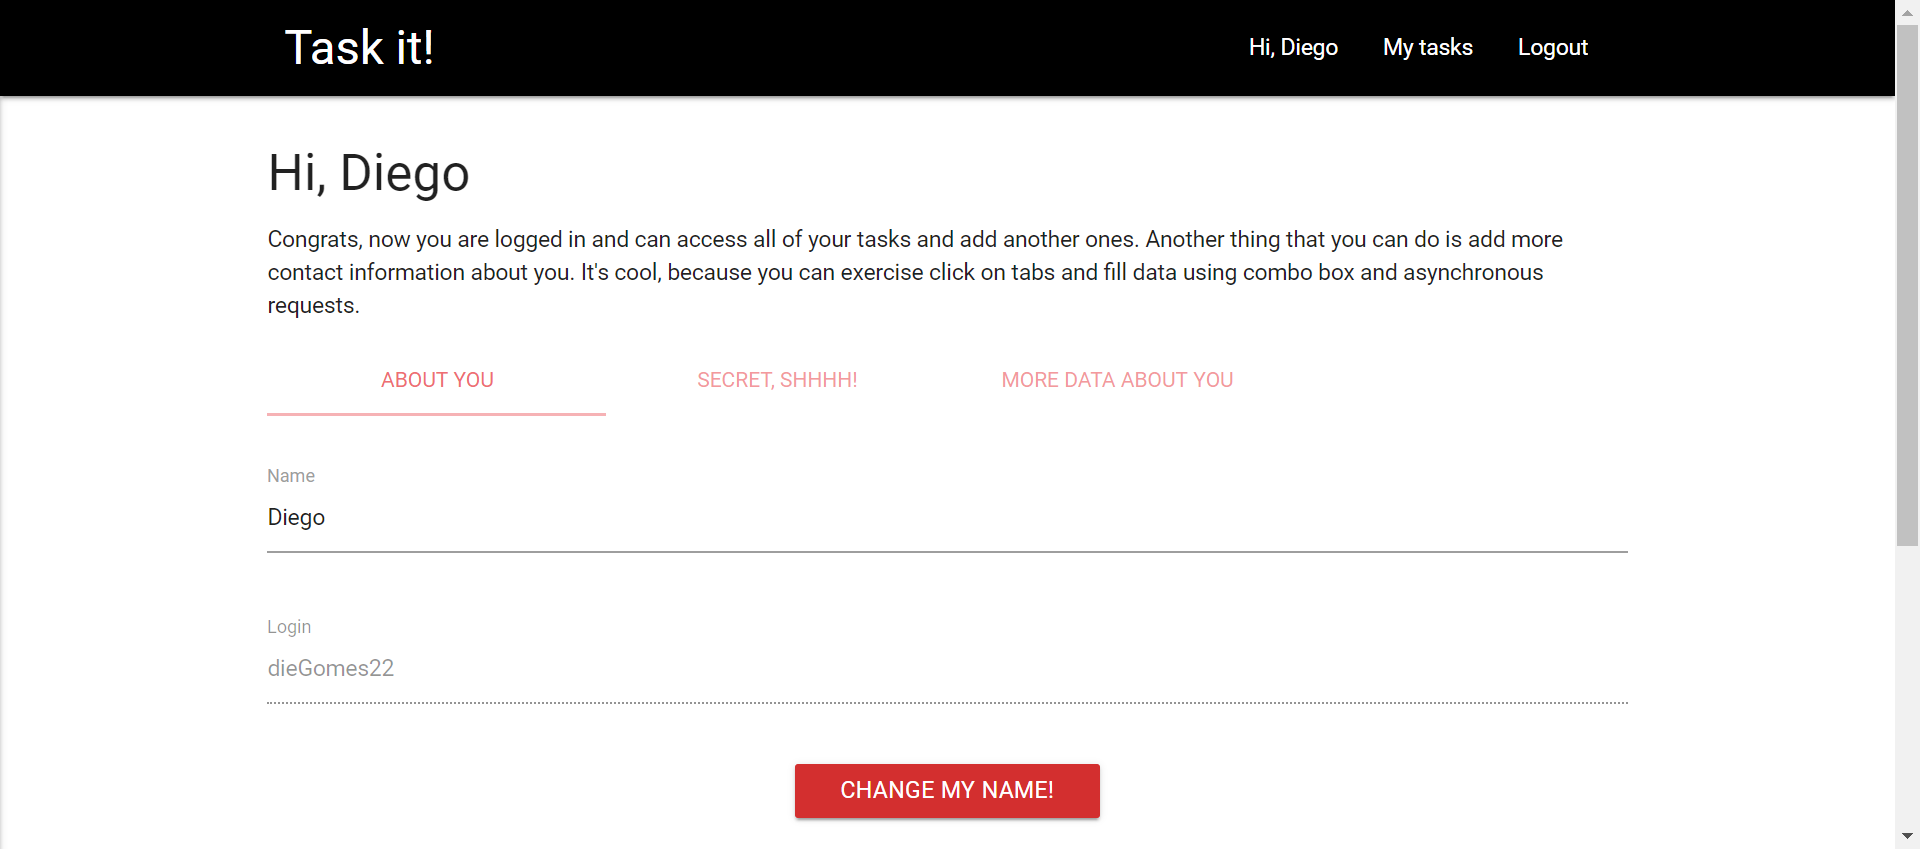 Task it!
Hi, Diego
My tasks
Logout
Hi, Diego
Congrats, now you are logged in and can access all of your tasks and add another ones. Another thing that you can do is add more
contact information about you. It's cool, because you can exercise click on tabs and fill data using combo box and asynchronous
requests.
ABOUT YOU
SECRET, SHHHH!
MORE DATA ABOUT YOU
Name
Diego
Login
dieGomes22
CHANGE MY NAME!